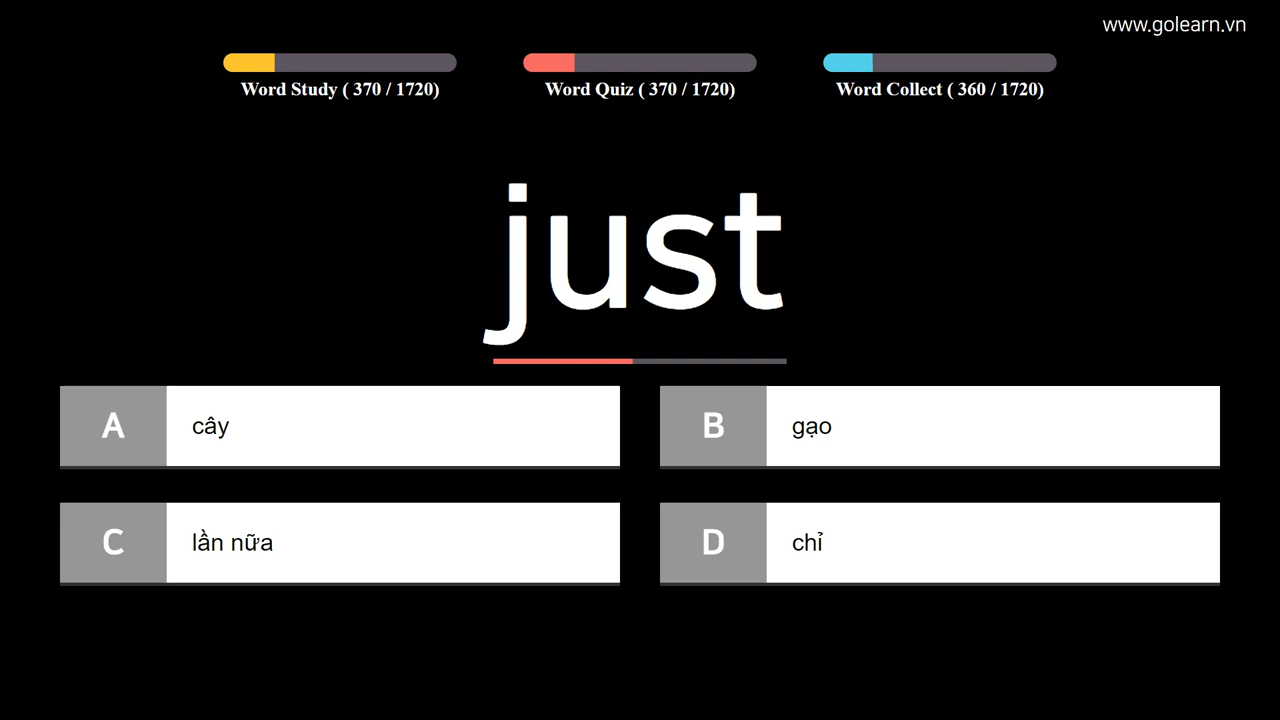 www.golearn.vn
Word Study ( 370 / 1720)
Word Quiz ( 370 / 1720)
Word Collect ( 360 / 1720)
just
A cây
B gạo
C lần nữa
D chỉ